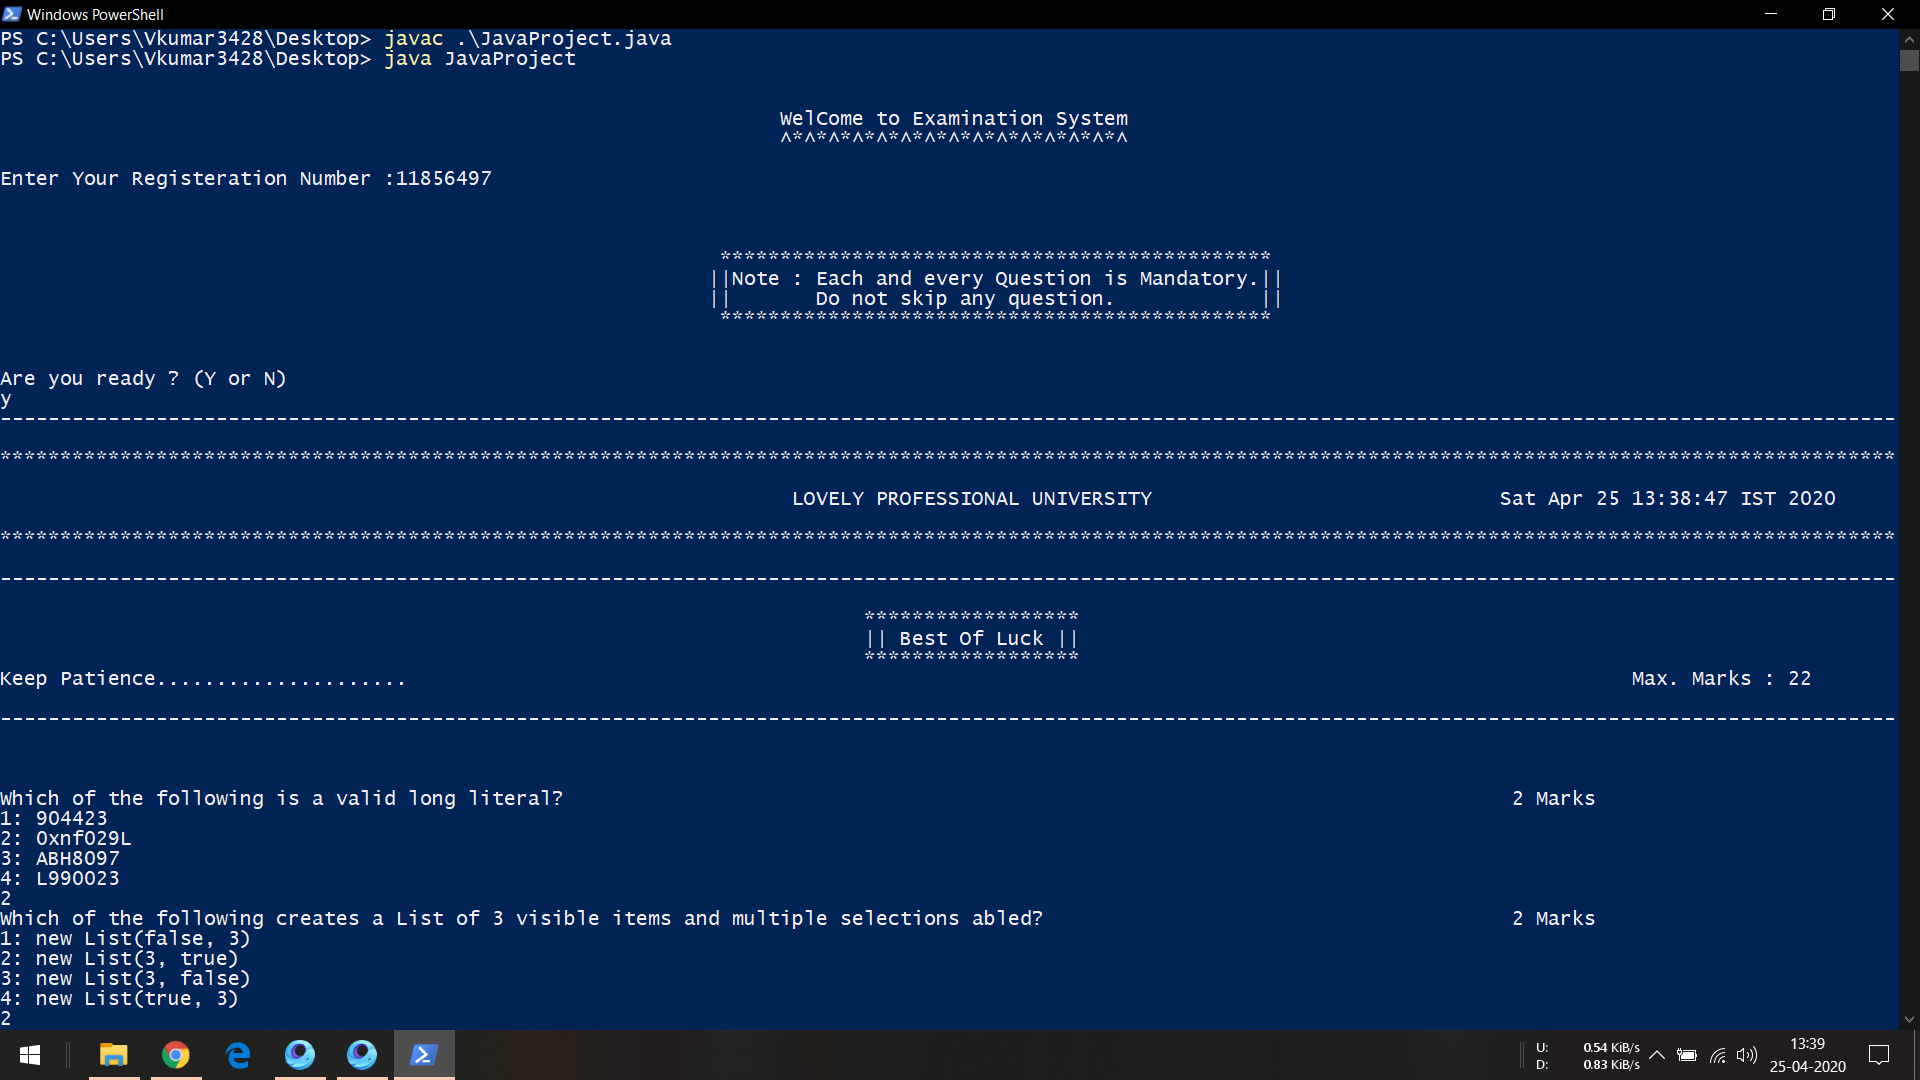 Windows PowerShell
PS C:\Users\Vkumar3428\Desktop> javac .\JavaProject.java
PS C:\Users\Vkumar3428\Desktop> java JavaProject
WelCome to Examination System
^*^*^*^*^*^*^*^*^*^*^*^*^*^*^
Enter Your Registeration Number :11856497
**********************************************
||Note : Each and every Question is Mandatory.||
||       Do not skip any question.            ||
**********************************************
Are you ready ? (Y or N)
y
--------------------------------------------------------------------------------------------------------------------------------------------------------------
**************************************************************************************************************************************************************
LOVELY PROFESSIONAL UNIVERSITY Sat Apr 25 13:38:47 IST 2020
**************************************************************************************************************************************************************
--------------------------------------------------------------------------------------------------------------------------------------------------------------
******************
|| Best Of Luck ||
******************
Keep Patience..................... Max. Marks : 22
--------------------------------------------------------------------------------------------------------------------------------------------------------------
Which of the following is a valid long literal? 2 Marks
1: 904423
2: 0xnf029L
3: ABH8097
4: L990023
2
Which of the following creates a List of 3 visible items and multiple selections abled? 2 Marks
1: new List(false, 3)
2: new List(3, true)
3: new List(3, false)
4: new List(true, 3)
2
U: 0.54 KiB/s
D: 0.83 KiB/s
13:39
25-04-2020